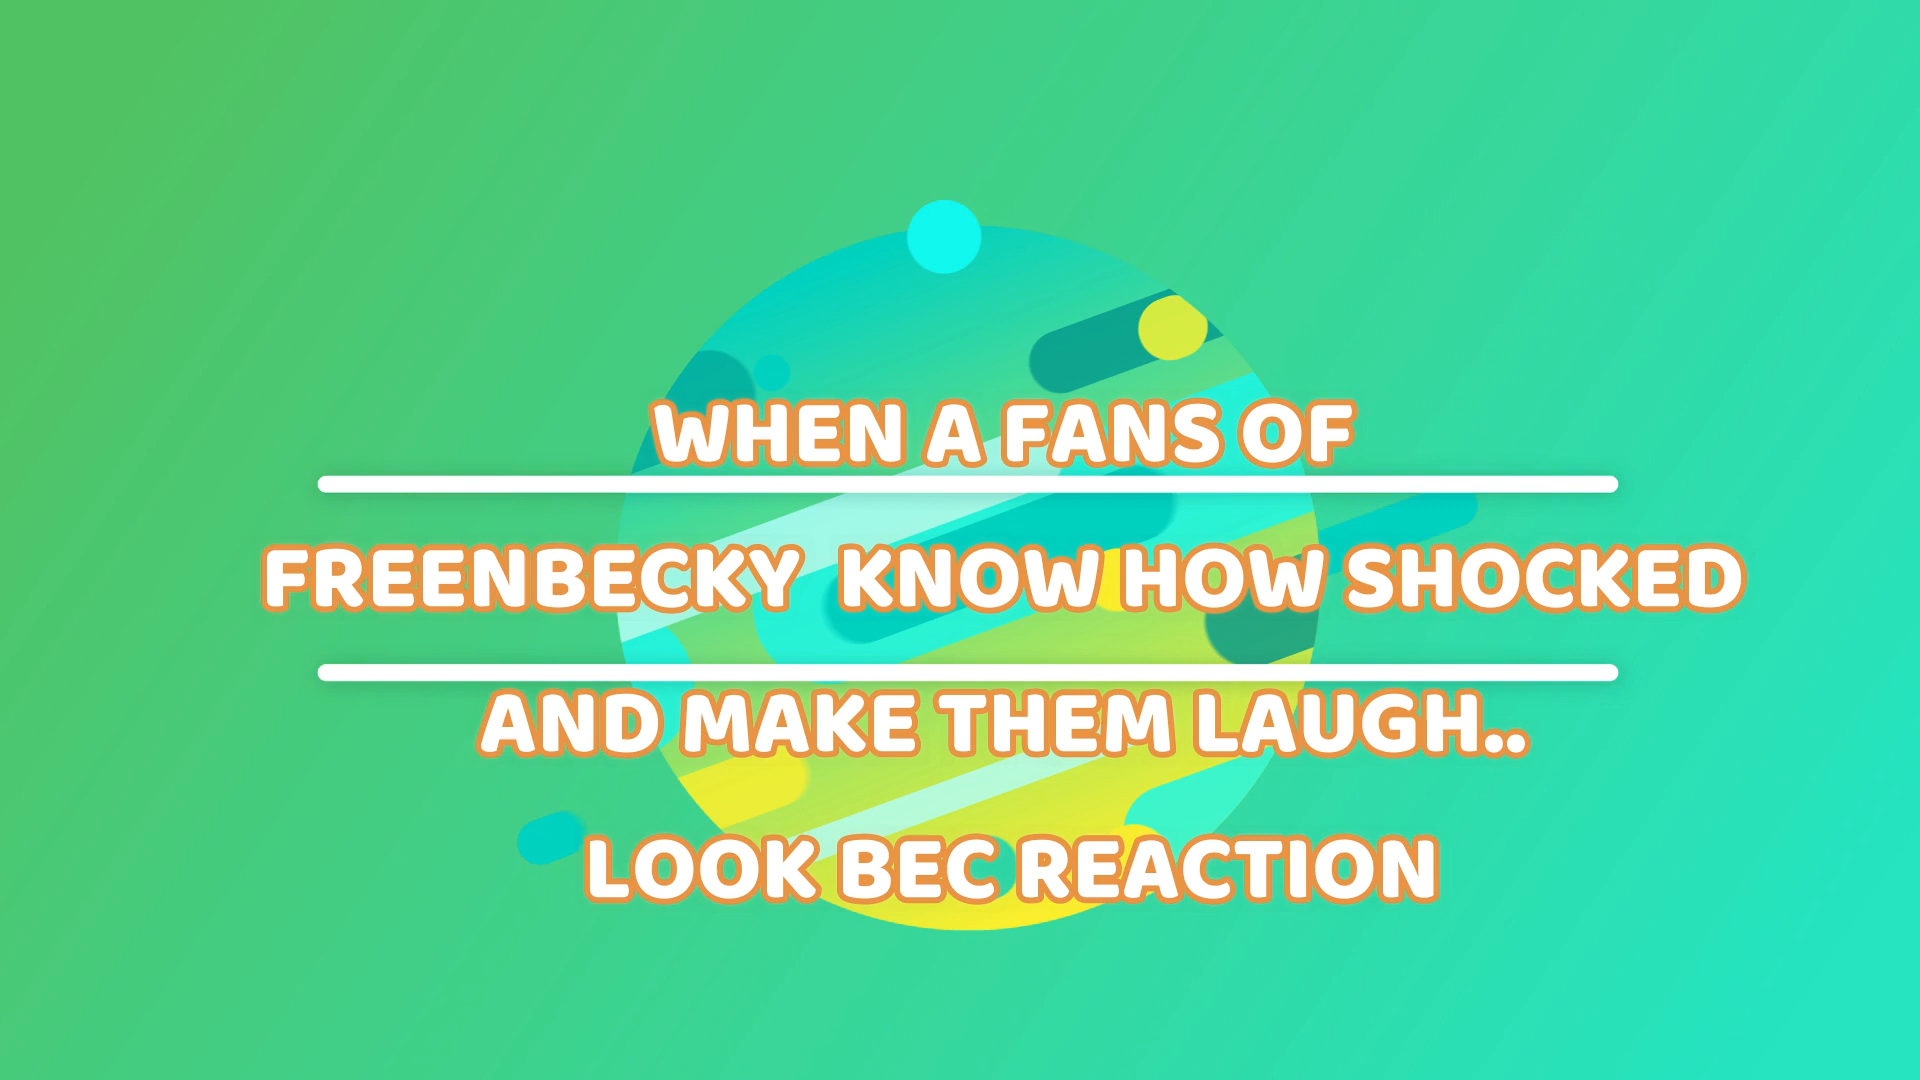 WHEN A FANS OF
FREENBECKY KNOW HOW SHOCKED
AND MAKE THEM LAUGH..
LOOK BEC REACTION